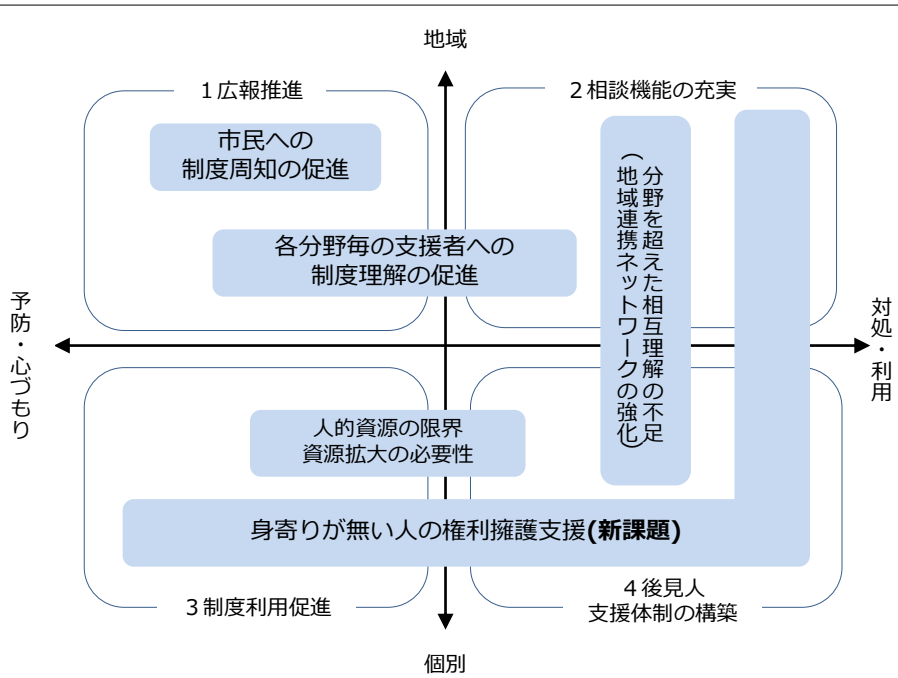 地域
1広報推進
2相談機能の充実
市民への
制度周知の促進
各分野毎の支援者への
制度理解の促進
分野を超えた相互理解の不足
(地域連携ネットワークの強化)
予防・心づもり
対処・利用
人的資源の限界
資源拡大の必要性
身寄りが無い人の権利擁護支援(新課題)
3制度利用促進
4後見人
支援体制の構築
個別